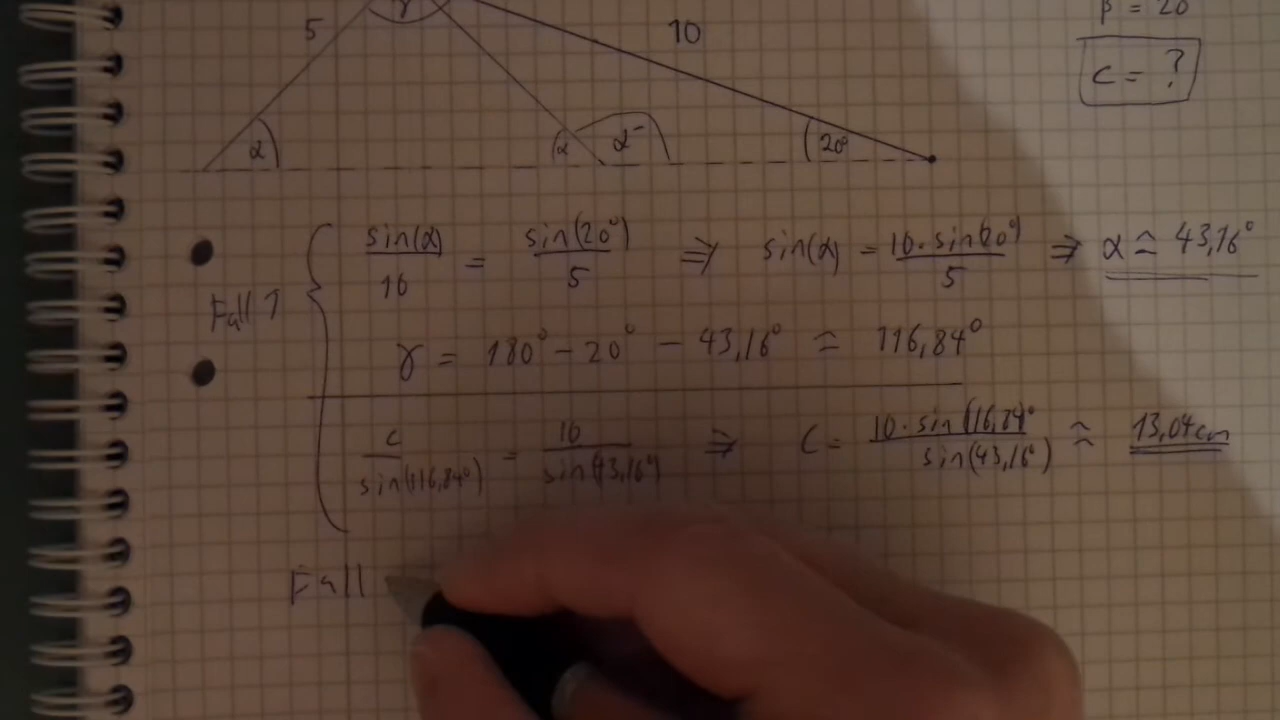 β = 20
5
γ
10
c = ?
α
α
α⁻
20°
sin(α)/10 = sin(20°)/5 ⇒ sin(α) = 10·sin(20°)/5 ⇒ α ≈ 43,16°
Fall 1
γ = 180° - 20° - 43,16° ≈ 116,84°
c/sin(116,84°) = 10/sin(43,16°) ⇒ c = 10·sin(116,84°/sin(43,16°) ≈ 13,04cm
Fall